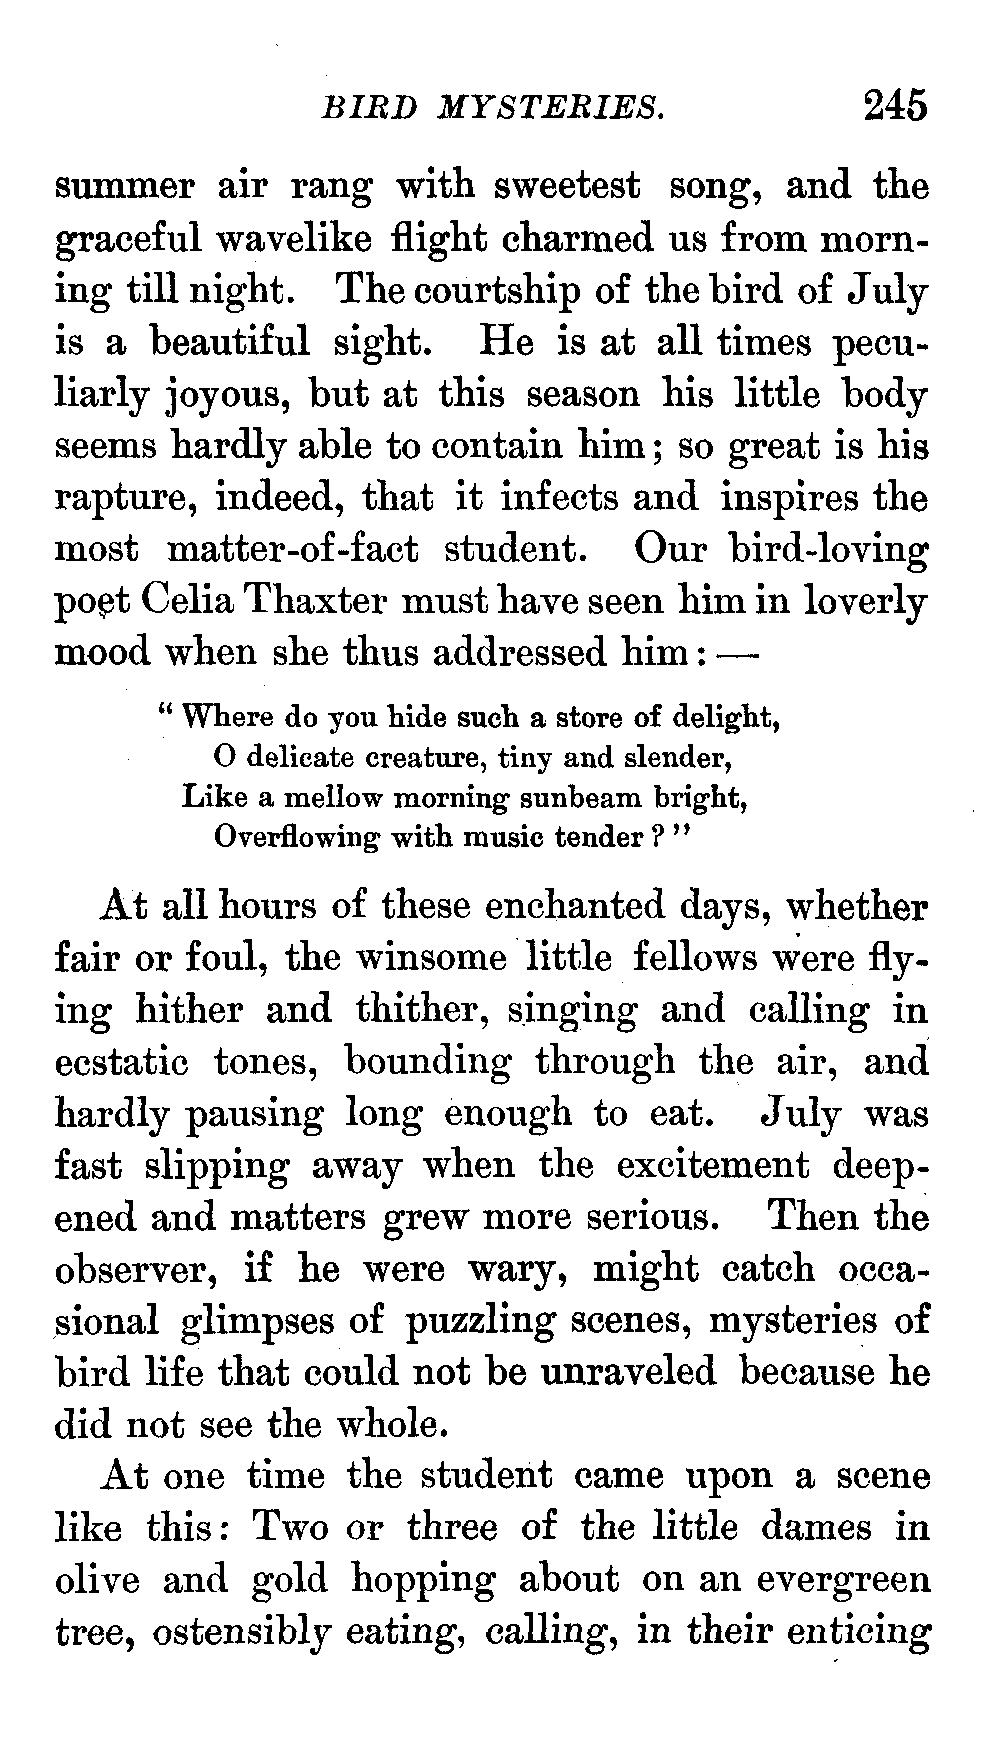 BIRD MYSTERIES. 245
summer air rang with sweetest song, and the
graceful wavelike flight charmed us from morn-
ing till night. The courtship of the bird of July
is a beautiful sight. He is at all times pecu-
liarly joyous, but at this season his little body
seems hardly able to contain him; so great is his
rapture, indeed, that it infects and inspires the
most matter-of-fact student. Our bird-loving
poet Celia Thaxter must have seen him in loverly
mood when she thus addressed him: —
“ Where do you hide such a store of delight,
O delicate creature, tiny and slender,
Like a mellow morning sunbeam bright,
Overflowing with music tender ? ”
At all hours of these enchanted days, whether
fair or foul, the winsome little fellows were fly-
ing hither and thither, singing and calling in
ecstatic tones, bounding through the air, and
hardly pausing long enough to eat. July was
fast slipping away when the excitement deep-
ened and matters grew more serious. Then the
observer, if he were wary, might catch occa-
sional glimpses of puzzling scenes, mysteries of
bird life that could not be unraveled because he
did not see the whole.
At one time the student came upon a scene
like this: Two or three of the little dames in
olive and gold hopping about on an evergreen
tree, ostensibly eating, calling, in their enticing